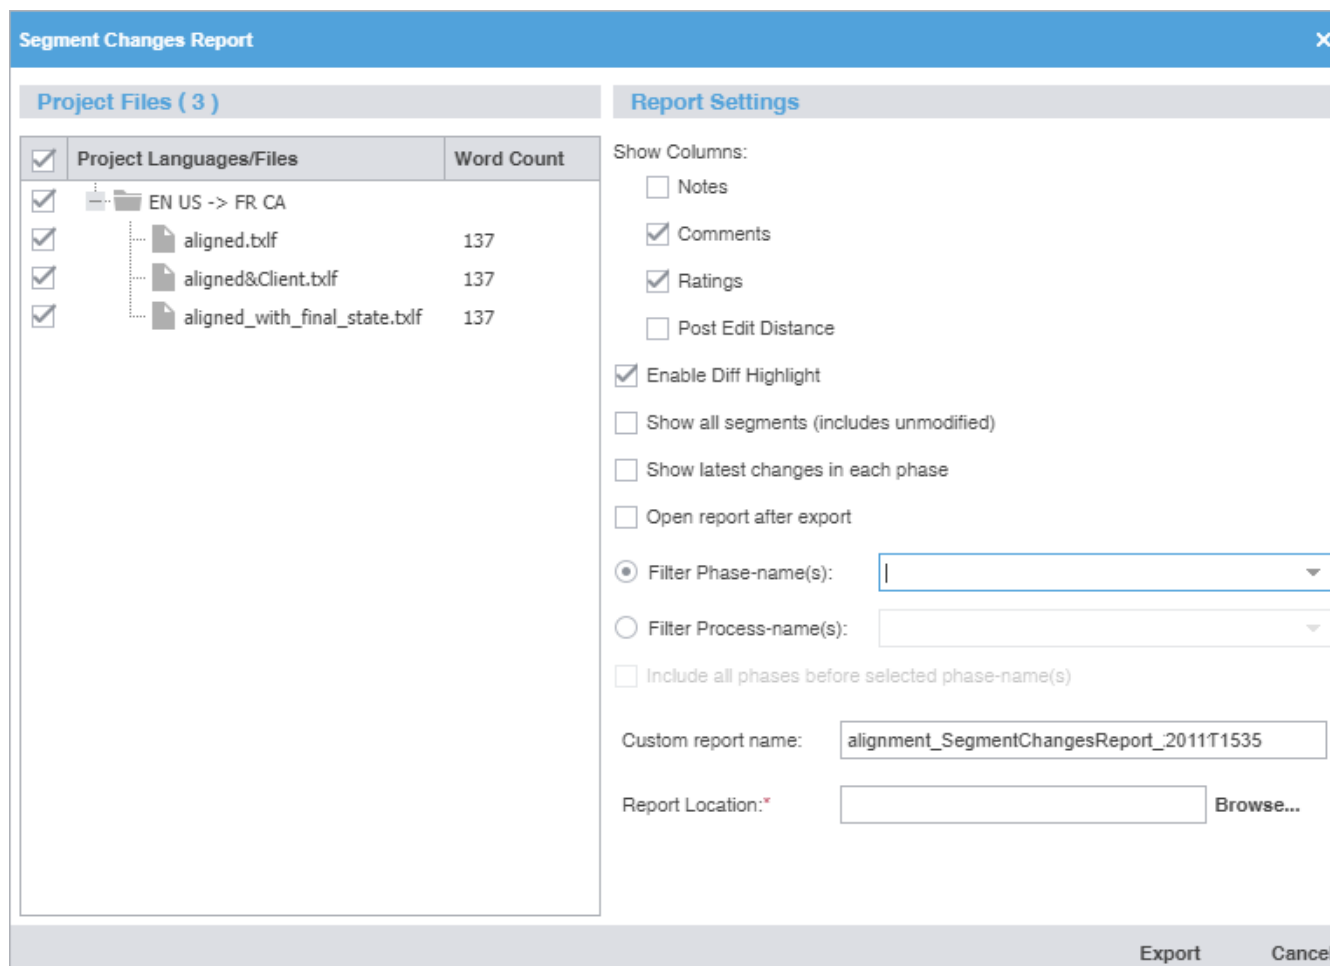 Segment Changes Report
Project Files ( 3 )
Project Languages/Files Word Count
EN US -> FR CA
aligned.txlf 137
aligned&Client.txlf 137
aligned_with_final_state.txlf 137
Report Settings
Show Columns:
Notes
Comments
Ratings
Post Edit Distance
Enable Diff Highlight
Show all segments (includes unmodified)
Show latest changes in each phase
Open report after export
Filter Phase-name(s):
Filter Process-name(s):
Include all phases before selected phase-name(s)
Custom report name: alignment_SegmentChangesReport_2011T1535
Report Location:* Browse...
Export Cancel